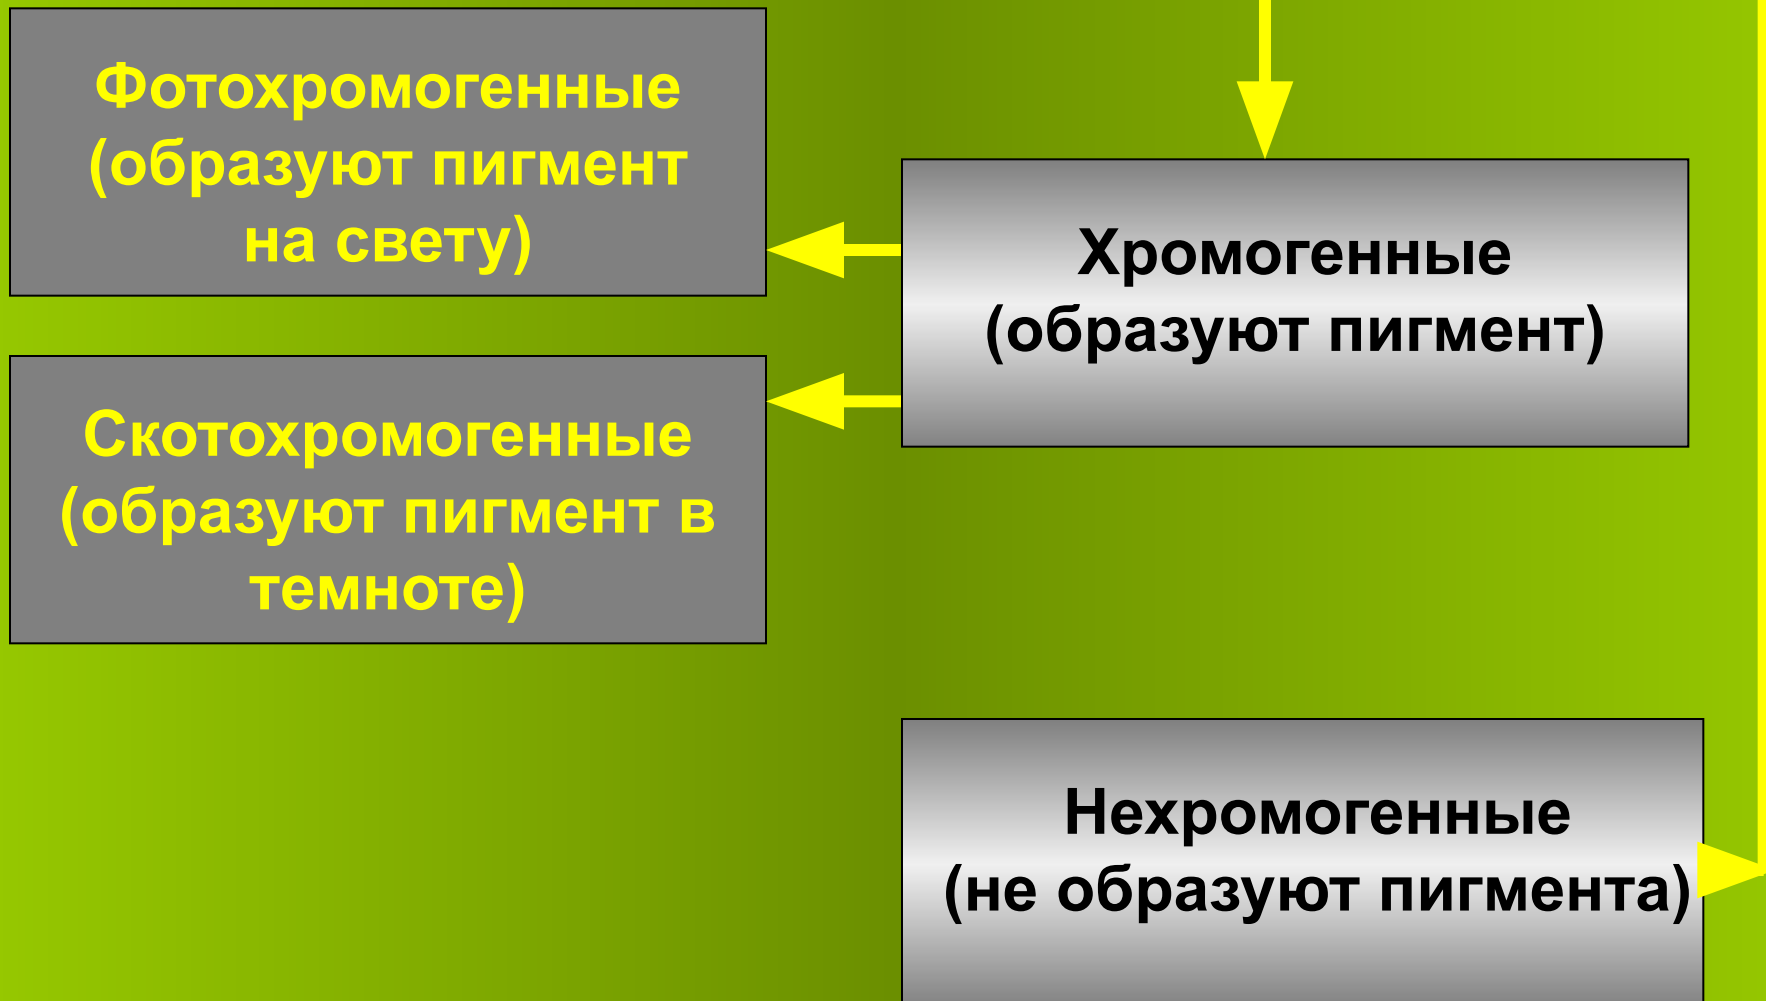 Фотохромогенные
(образуют пигмент
на свету)
Хромогенные
(образуют пигмент)
Скотохромогенные
(образуют пигмент в
темноте)
Нехромогенные
(не образуют пигмента)